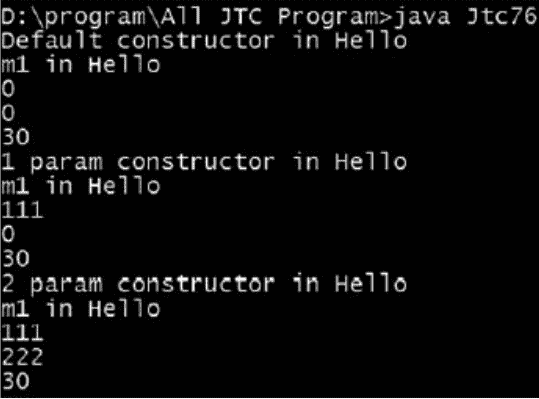 D:\program\All JTC Program>java Jtc76
Default constructor in Hello
m1 in Hello
0
0
30
1 param constructor in Hello
m1 in Hello
111
0
30
2 param constructor in Hello
m1 in Hello
111
222
30